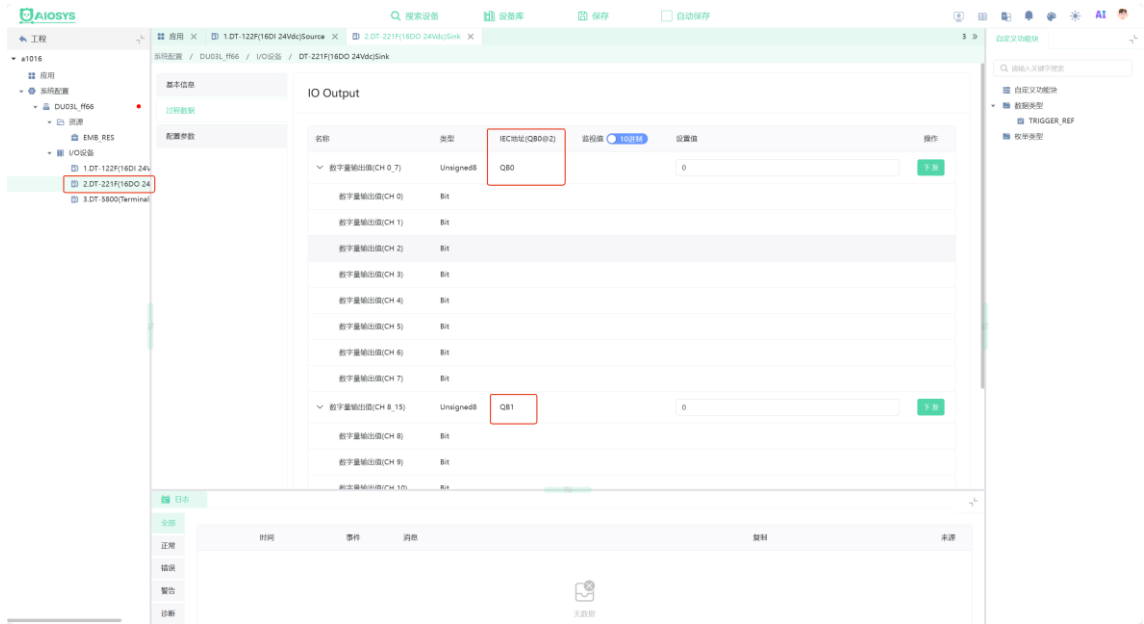 AIOSYS
搜索设备 设备库 保存 自动保存 AI
工程
应用 1.DT-122F(16DI 24Vdc)Source 2.DT-221F(16DO 24Vdc)Sink 3
自定义功能块
a1016
系统配置 / DU03L_ff66 / I/O设备 / DT-221F(16DO 24Vdc)Sink
请输入关键字搜索
应用
系统配置
DU03L_ff66
资源
EMB_RES
I/O设备
1.DT-122F(16DI 24V
2.DT-221F(16DO 24
3.DT-5800(Terminal
基本信息
过程数据
配置参数
IO Output
名称 类型 IEC地址(QB0@2) 监视值 10进制 设置值 操作
数字量输出值(CH 0_7) Unsigned8 QB0 0 下发
数字量输出值(CH 0) Bit
数字量输出值(CH 1) Bit
数字量输出值(CH 2) Bit
数字量输出值(CH 3) Bit
数字量输出值(CH 4) Bit
数字量输出值(CH 5) Bit
数字量输出值(CH 6) Bit
数字量输出值(CH 7) Bit
数字量输出值(CH 8_15) Unsigned8 QB1 0 下发
数字量输出值(CH 8) Bit
数字量输出值(CH 9) Bit
数字量输出值(CH 10) Bit
自定义功能块
数据类型
TRIGGER_REF
枚举类型
日志
全部
正常
错误
警告
诊断
时间 事件 消息 复制 来源
无数据